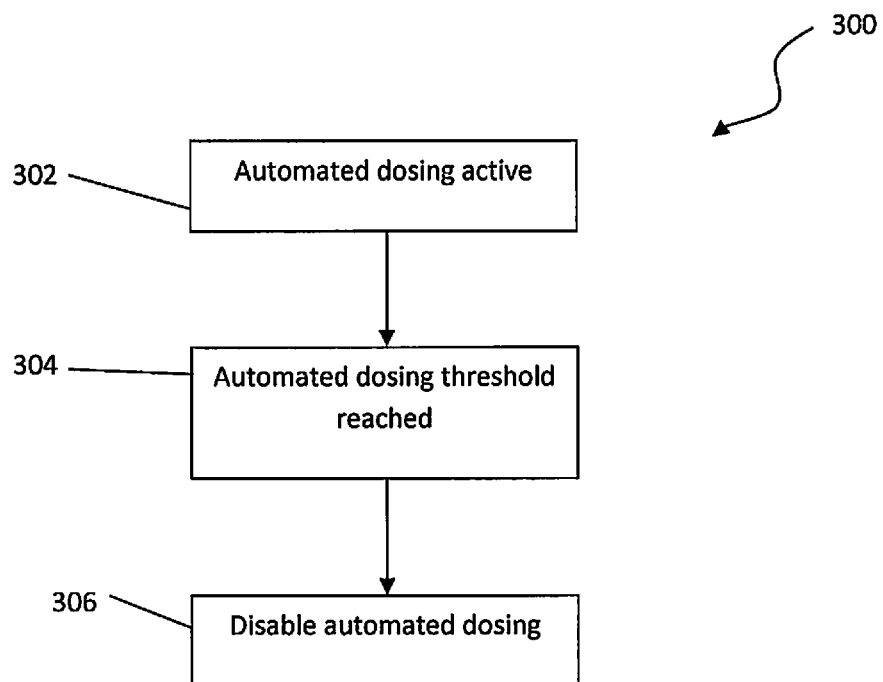 300
302
Automated dosing active
304
Automated dosing threshold
reached
306
Disable automated dosing